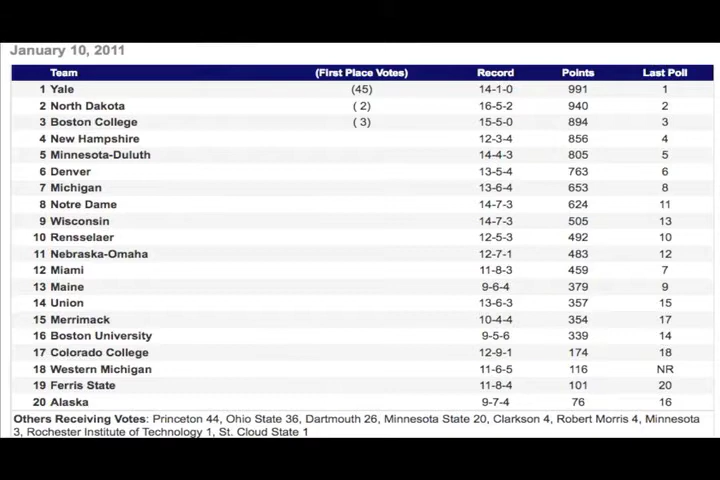 January 10, 2011
Team (First Place Votes) Record Points Last Poll
1 Yale (45) 14-1-0 991 1
2 North Dakota ( 2) 16-5-2 940 2
3 Boston College ( 3) 15-5-0 894 3
4 New Hampshire 12-3-4 856 4
5 Minnesota-Duluth 14-4-3 805 5
6 Denver 13-5-4 763 6
7 Michigan 13-6-4 653 8
8 Notre Dame 14-7-3 624 11
9 Wisconsin 14-7-3 505 13
10 Rensselaer 12-5-3 492 10
11 Nebraska-Omaha 12-7-1 483 12
12 Miami 11-8-3 459 7
13 Maine 9-6-4 379 9
14 Union 13-6-3 357 15
15 Merrimack 10-4-4 354 17
16 Boston University 9-5-6 339 14
17 Colorado College 12-9-1 174 18
18 Western Michigan 11-6-5 116 NR
19 Ferris State 11-8-4 101 20
20 Alaska 9-7-4 76 16
Others Receiving Votes: Princeton 44, Ohio State 36, Dartmouth 26, Minnesota State 20, Clarkson 4, Robert Morris 4, Minnesota
3, Rochester Institute of Technology 1, St. Cloud State 1